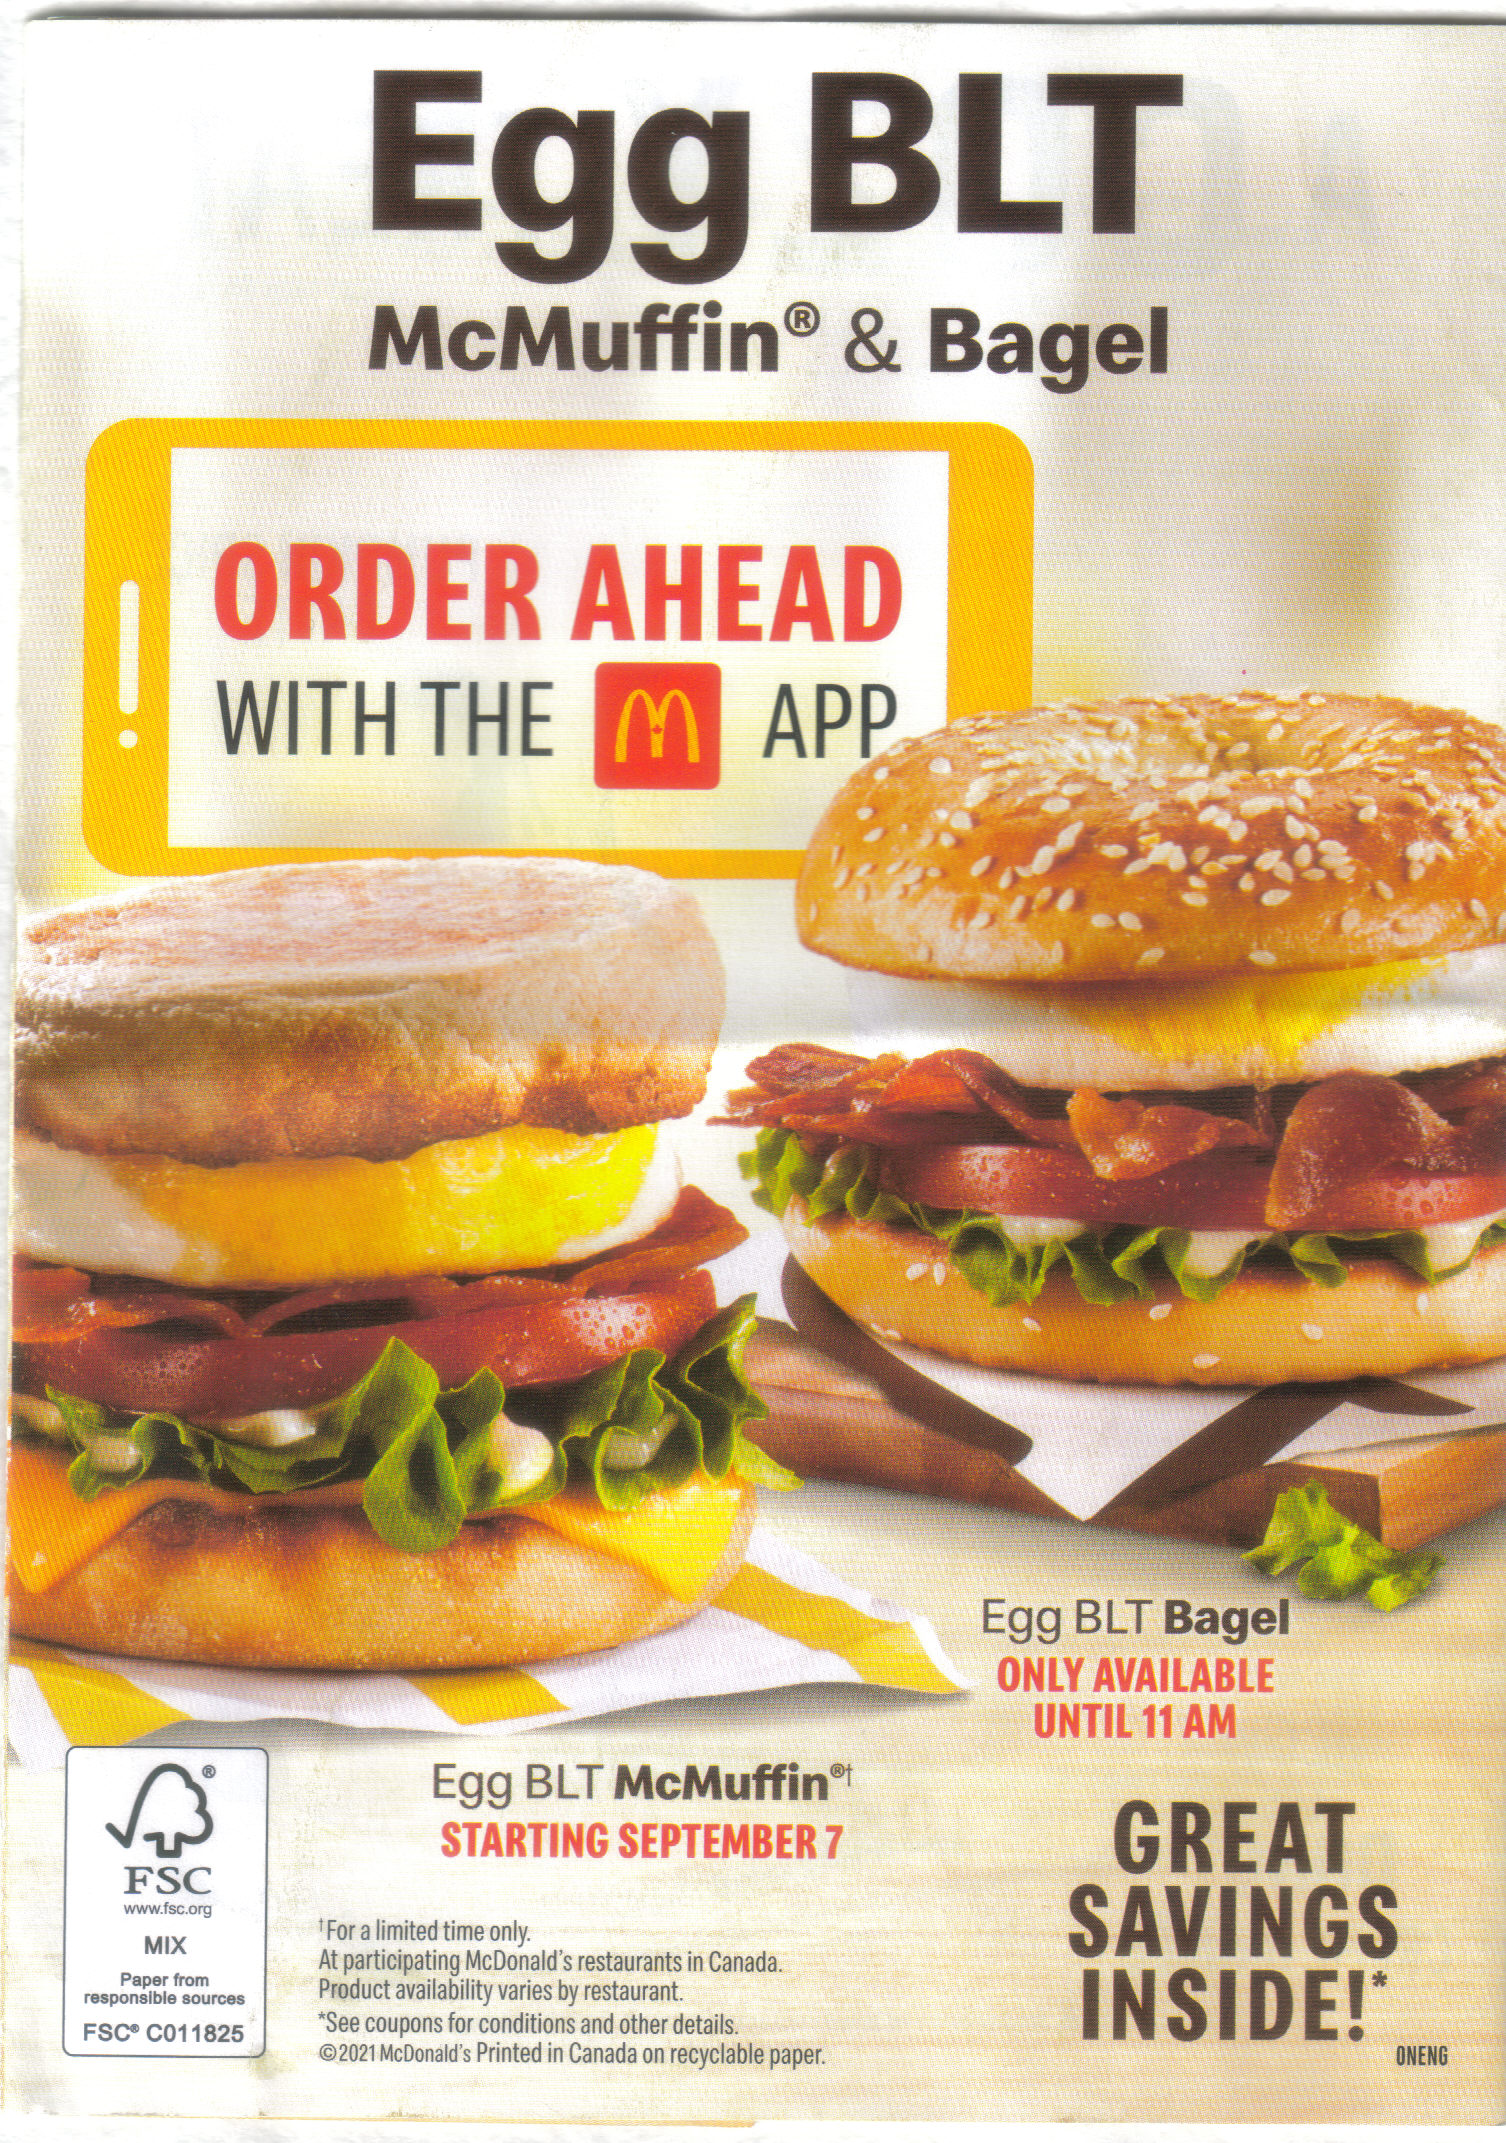 Egg BLT
McMuffin® & Bagel
ORDER AHEAD
WITH THE M APP
Egg BLT Bagel
ONLY AVAILABLE
UNTIL 11 AM
Egg BLT McMuffin®†
STARTING SEPTEMBER 7
GREAT
SAVINGS
INSIDE!*
®
FSC
www.fsc.org
MIX
Paper from
responsible sources
FSC® C011825
†For a limited time only.
At participating McDonald's restaurants in Canada.
Product availability varies by restaurant.
*See coupons for conditions and other details.
©2021 McDonald's Printed in Canada on recyclable paper.
ONENG